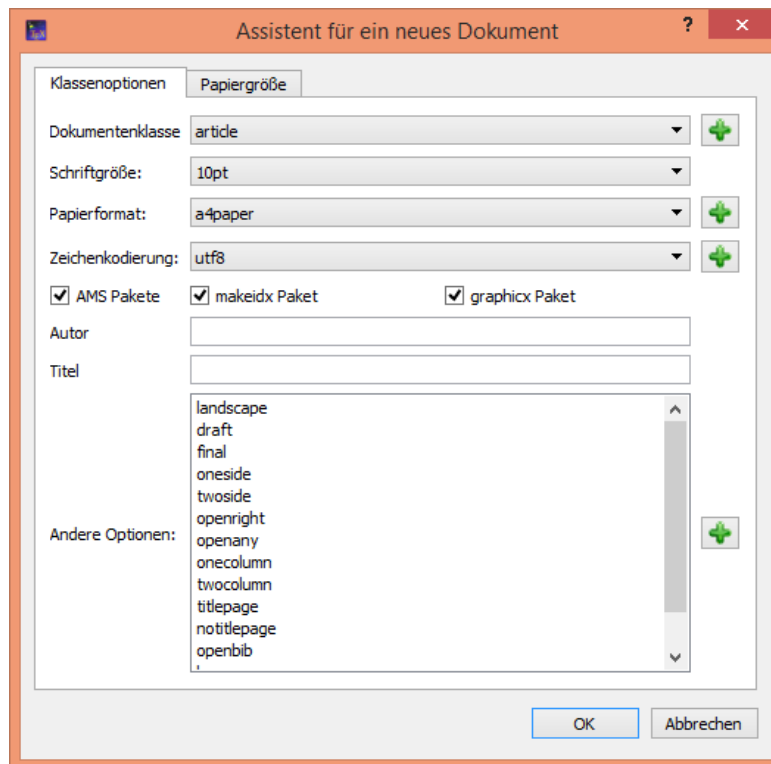 Assistent für ein neues Dokument
?
Klassenoptionen Papiergröße
Dokumentenklasse article
Schriftgröße: 10pt
Papierformat: a4paper
Zeichenkodierung: utf8
AMS Pakete makeidx Paket graphicx Paket
Autor
Titel
landscape
draft
final
oneside
twoside
openright
Andere Optionen: openany
onecolumn
twocolumn
titlepage
notitlepage
openbib
OK Abbrechen